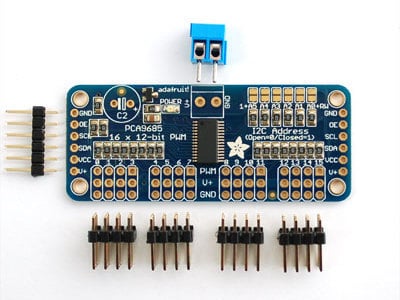 adafruit!
1+A5 A4 A3 A2 A1 A0+RW
C2
POWER
GND
V+
GND
OE
SCL
SDA
VCC
V+
PCA9685
16 x 12-bit PWM
I2C Address
(Open=0/Closed=1)
GND
OE
SCL
SDA
VCC
V+
0 1 2 3 4 5 6 7 8 9 10 11 12 13 14 15
PWM
V+
GND